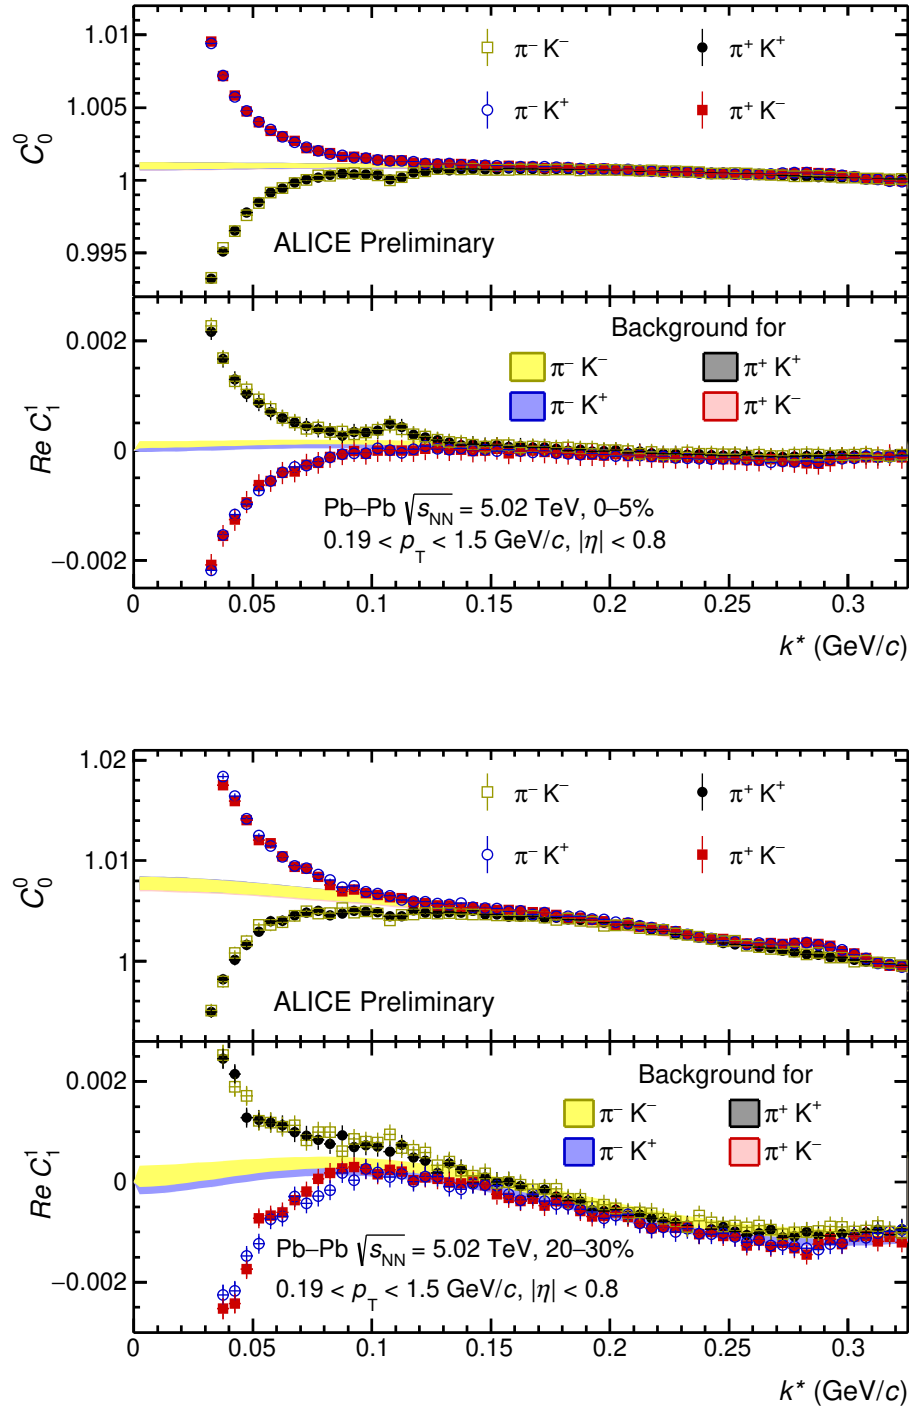 1.01
π⁻ K⁻
π⁺ K⁺
1.005
π⁻ K⁺
π⁺ K⁻
C₀⁰
1
0.995
ALICE Preliminary
0.002
Background for
π⁻ K⁻
π⁺ K⁺
π⁻ K⁺
π⁺ K⁻
Re C₁¹
0
Pb–Pb √s_NN = 5.02 TeV, 0–5%
0.19 < p_T < 1.5 GeV/c, |η| < 0.8
−0.002
0 0.05 0.1 0.15 0.2 0.25 0.3
k* (GeV/c)
1.02
π⁻ K⁻
π⁺ K⁺
π⁻ K⁺
π⁺ K⁻
1.01
C₀⁰
1
ALICE Preliminary
0.002
Background for
π⁻ K⁻
π⁺ K⁺
π⁻ K⁺
π⁺ K⁻
Re C₁¹
0
Pb–Pb √s_NN = 5.02 TeV, 20–30%
0.19 < p_T < 1.5 GeV/c, |η| < 0.8
−0.002
0 0.05 0.1 0.15 0.2 0.25 0.3
k* (GeV/c)